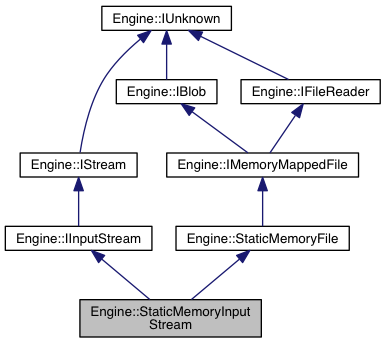 Engine::IUnknown
Engine::IBlob
Engine::IFileReader
Engine::IStream
Engine::IMemoryMappedFile
Engine::IInputStream
Engine::StaticMemoryFile
Engine::StaticMemoryInput
Stream